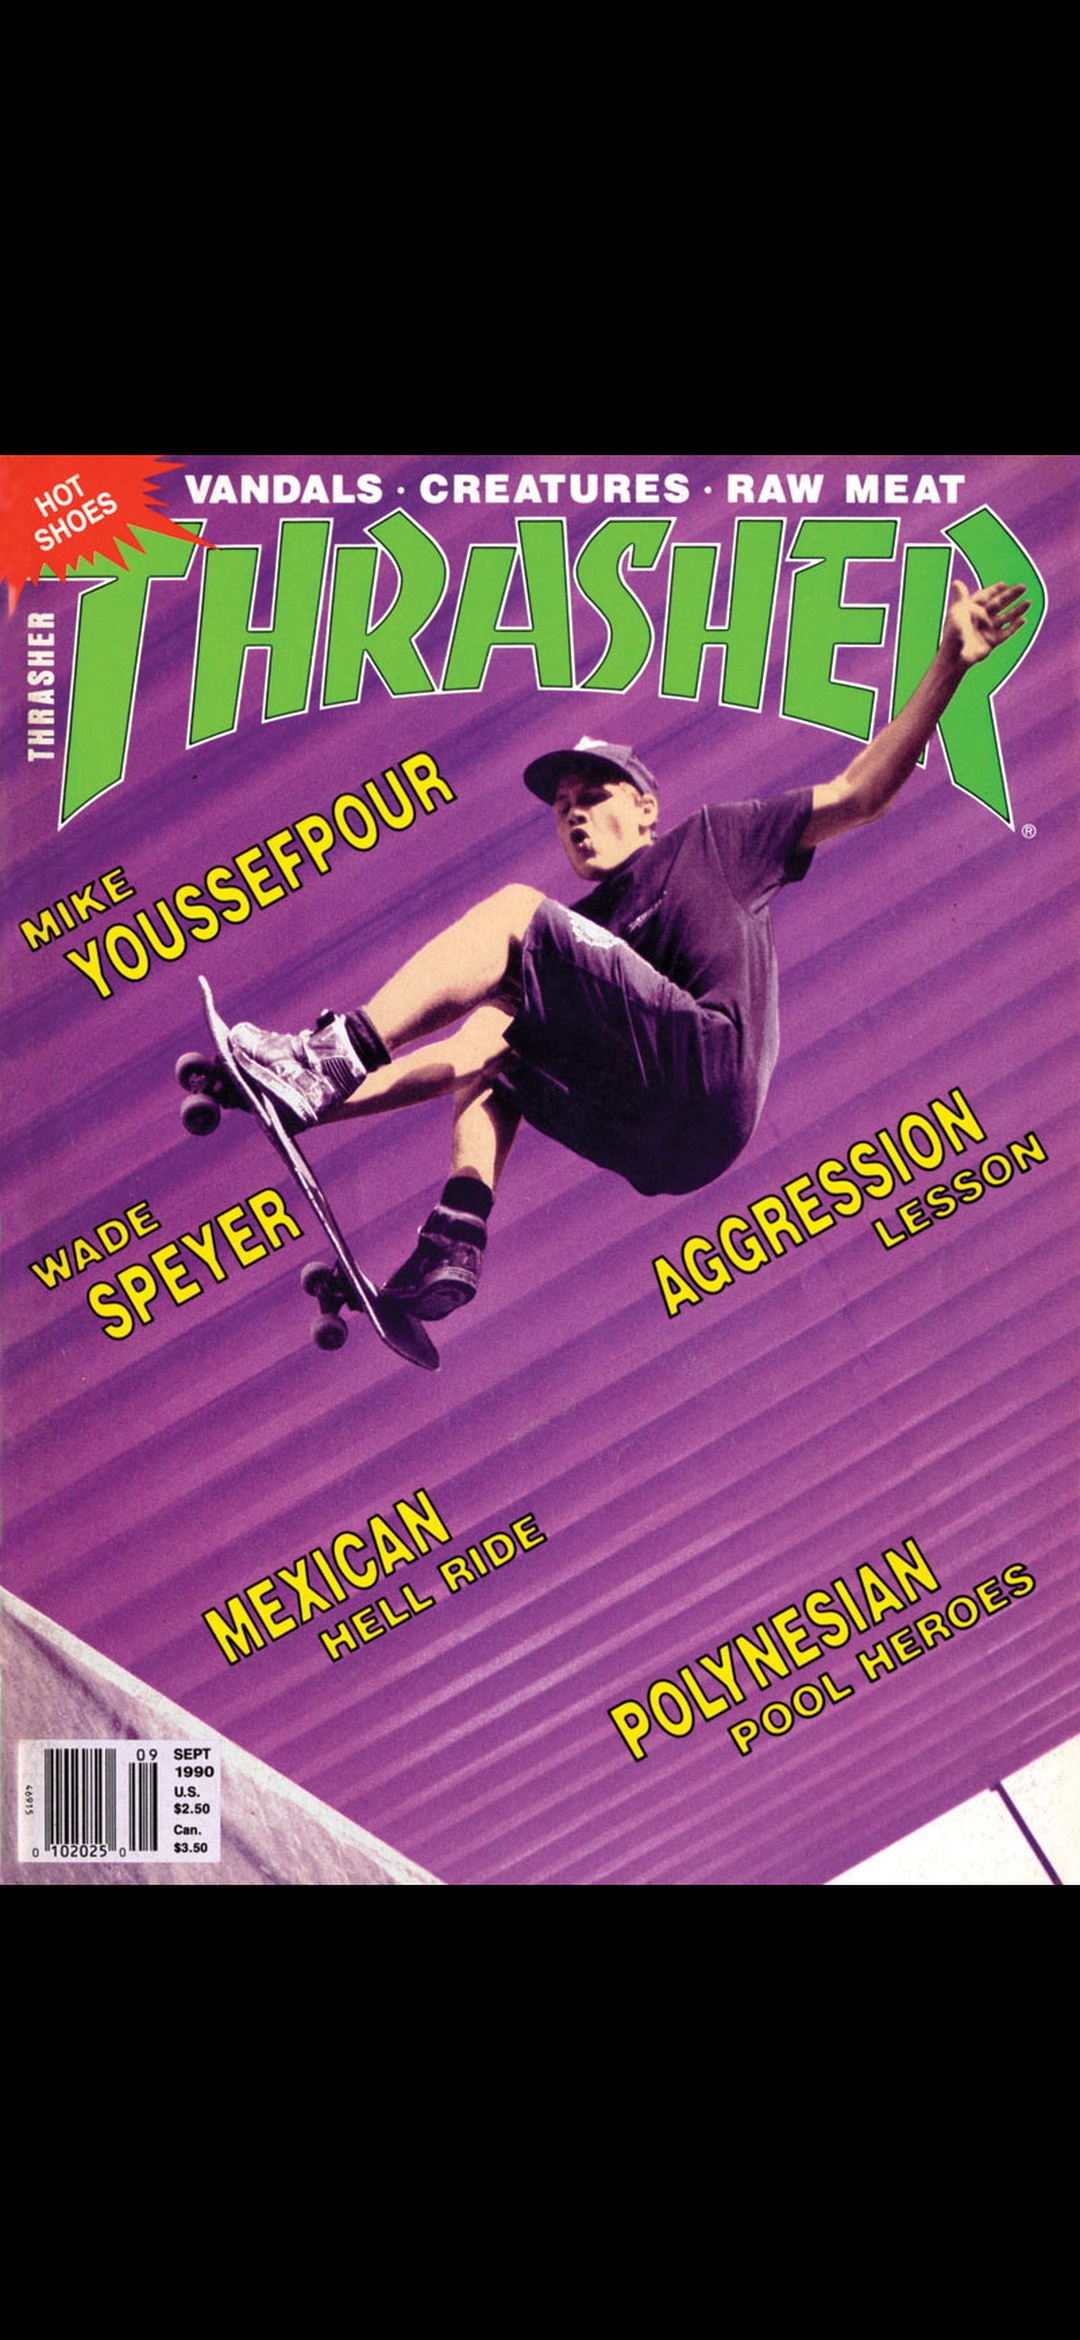 HOT
SHOES
VANDALS · CREATURES · RAW MEAT
THRASHER
®
THRASHER
MIKE
YOUSSEFPOUR
WADE
SPEYER
AGGRESSION
LESSON
MEXICAN
HELL RIDE
POLYNESIAN
POOL HEROES
09
SEPT
1990
U.S.
$2.50
Can.
$3.50
46915
0 102025 0